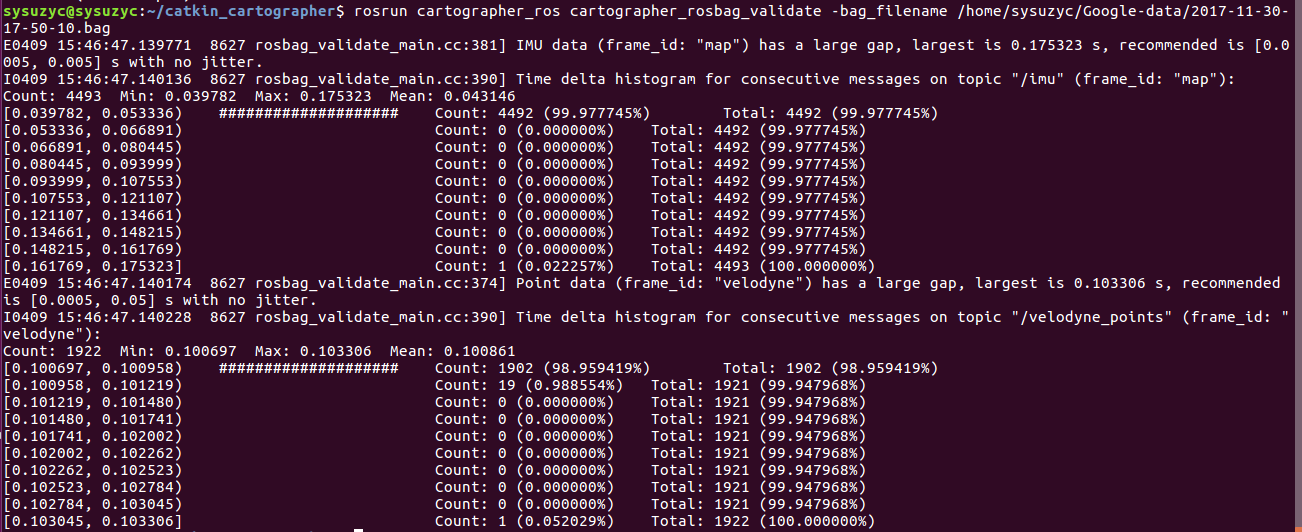 sysuzyc@sysuzyc:~/catkin_cartographer$ rosrun cartographer_ros cartographer_rosbag_validate -bag_filename /home/sysuzyc/Google-data/2017-11-30-
17-50-10.bag
E0409 15:46:47.139771  8627 rosbag_validate_main.cc:381] IMU data (frame_id: "map") has a large gap, largest is 0.175323 s, recommended is [0.0
005, 0.005] s with no jitter.
I0409 15:46:47.140136  8627 rosbag_validate_main.cc:390] Time delta histogram for consecutive messages on topic "/imu" (frame_id: "map"):
Count: 4493  Min: 0.039782  Max: 0.175323  Mean: 0.043146
[0.039782, 0.053336)    ####################    Count: 4492 (99.977745%)        Total: 4492 (99.977745%)
[0.053336, 0.066891)                            Count: 0 (0.000000%)    Total: 4492 (99.977745%)
[0.066891, 0.080445)                            Count: 0 (0.000000%)    Total: 4492 (99.977745%)
[0.080445, 0.093999)                            Count: 0 (0.000000%)    Total: 4492 (99.977745%)
[0.093999, 0.107553)                            Count: 0 (0.000000%)    Total: 4492 (99.977745%)
[0.107553, 0.121107)                            Count: 0 (0.000000%)    Total: 4492 (99.977745%)
[0.121107, 0.134661)                            Count: 0 (0.000000%)    Total: 4492 (99.977745%)
[0.134661, 0.148215)                            Count: 0 (0.000000%)    Total: 4492 (99.977745%)
[0.148215, 0.161769)                            Count: 0 (0.000000%)    Total: 4492 (99.977745%)
[0.161769, 0.175323]                            Count: 1 (0.022257%)    Total: 4493 (100.000000%)
E0409 15:46:47.140174  8627 rosbag_validate_main.cc:374] Point data (frame_id: "velodyne") has a large gap, largest is 0.103306 s, recommended
is [0.0005, 0.05] s with no jitter.
I0409 15:46:47.140228  8627 rosbag_validate_main.cc:390] Time delta histogram for consecutive messages on topic "/velodyne_points" (frame_id: "
velodyne"):
Count: 1922  Min: 0.100697  Max: 0.103306  Mean: 0.100861
[0.100697, 0.100958)    ####################    Count: 1902 (98.959419%)        Total: 1902 (98.959419%)
[0.100958, 0.101219)                            Count: 19 (0.988554%)   Total: 1921 (99.947968%)
[0.101219, 0.101480)                            Count: 0 (0.000000%)    Total: 1921 (99.947968%)
[0.101480, 0.101741)                            Count: 0 (0.000000%)    Total: 1921 (99.947968%)
[0.101741, 0.102002)                            Count: 0 (0.000000%)    Total: 1921 (99.947968%)
[0.102002, 0.102262)                            Count: 0 (0.000000%)    Total: 1921 (99.947968%)
[0.102262, 0.102523)                            Count: 0 (0.000000%)    Total: 1921 (99.947968%)
[0.102523, 0.102784)                            Count: 0 (0.000000%)    Total: 1921 (99.947968%)
[0.102784, 0.103045)                            Count: 0 (0.000000%)    Total: 1921 (99.947968%)
[0.103045, 0.103306]                            Count: 1 (0.052029%)    Total: 1922 (100.000000%)